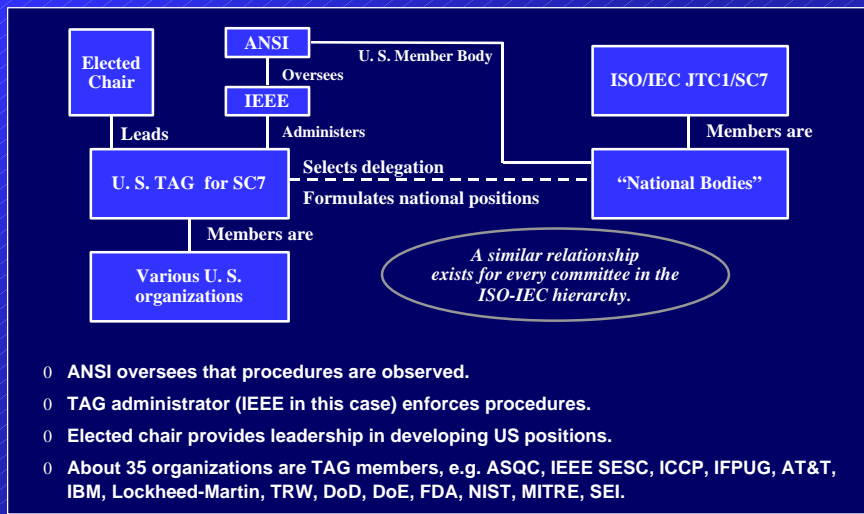 Elected
Chair
ANSI
Oversees
IEEE
U. S. Member Body
ISO/IEC JTC1/SC7
Leads
Administers
Members are
U. S. TAG for SC7
Selects delegation
Formulates national positions
“National Bodies”
Members are
Various U. S.
organizations
A similar relationship
exists for every committee in the
ISO-IEC hierarchy.
0 ANSI oversees that procedures are observed.
0 TAG administrator (IEEE in this case) enforces procedures.
0 Elected chair provides leadership in developing US positions.
0 About 35 organizations are TAG members, e.g. ASQC, IEEE SESC, ICCP, IFPUG, AT&T,
IBM, Lockheed-Martin, TRW, DoD, DoE, FDA, NIST, MITRE, SEI.